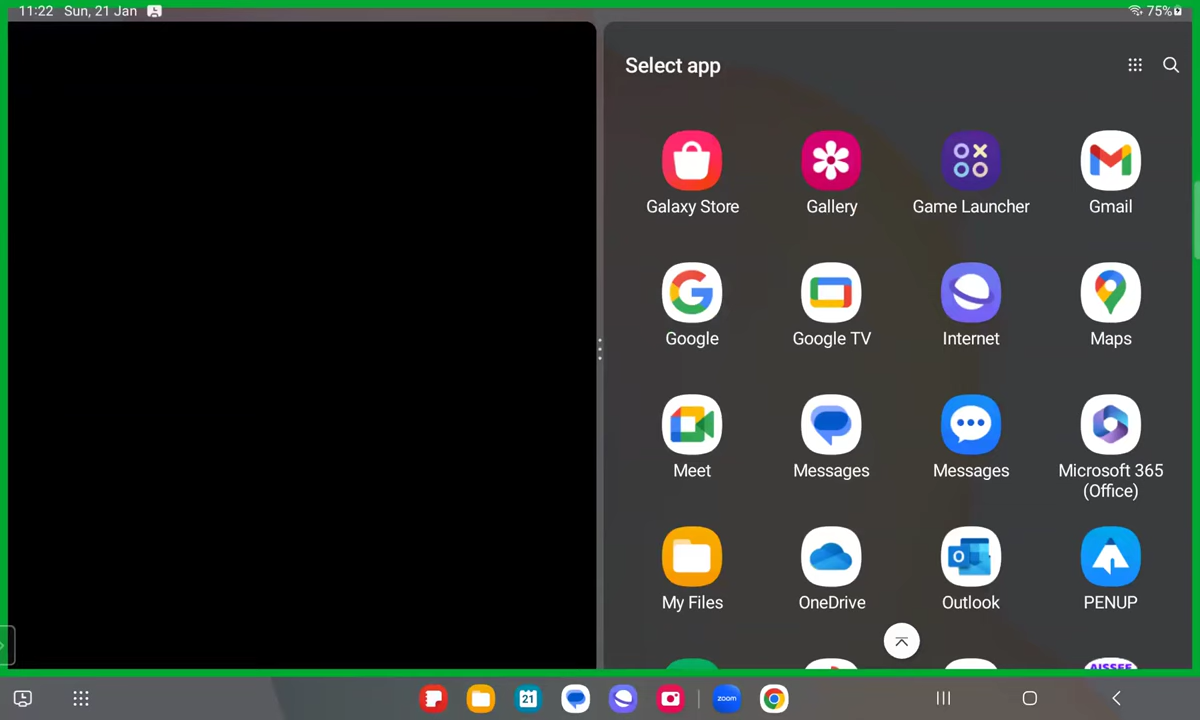 11:22 Sun, 21 Jan
75%
Select app
Galaxy Store
Gallery
Game Launcher
Gmail
Google
Google TV
Internet
Maps
Meet
Messages
Messages
Microsoft 365
(Office)
My Files
OneDrive
Outlook
PENUP
AISSEE
21
zoom